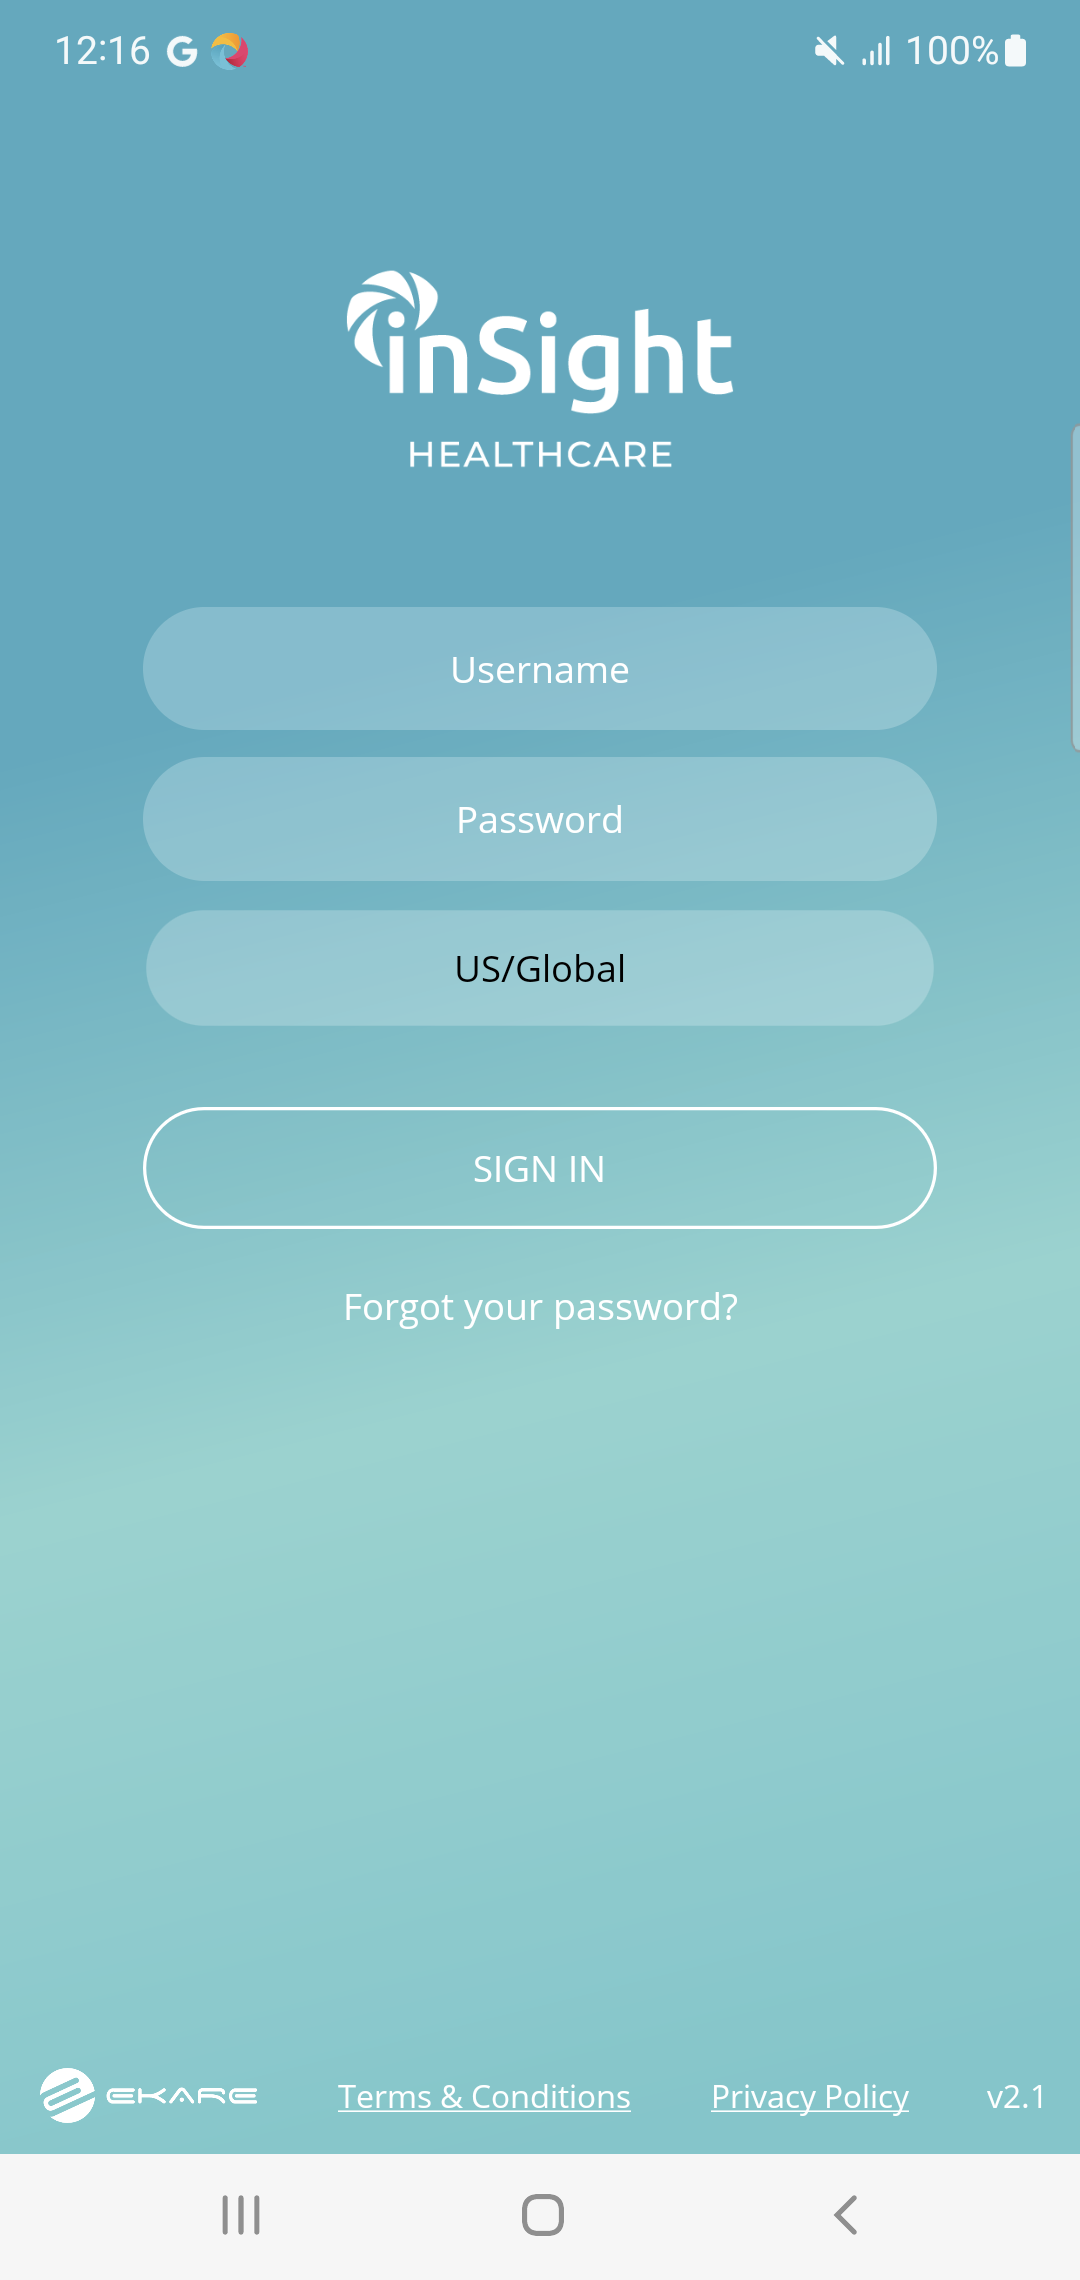 12:16 G 100%
inSight
HEALTHCARE
Username
Password
US/Global
SIGN IN
Forgot your password?
EKARE Terms & Conditions Privacy Policy v2.1